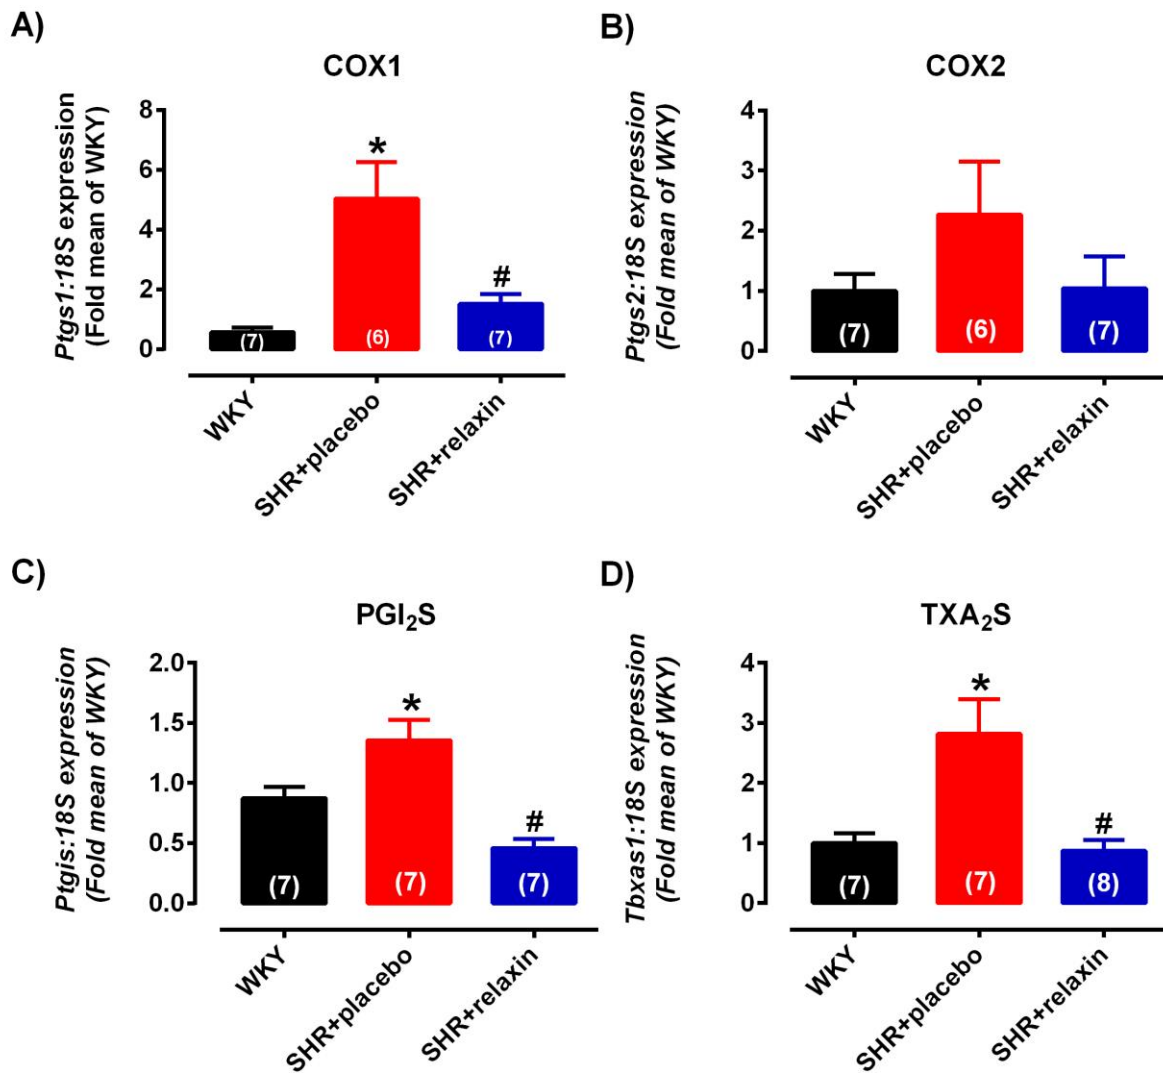 A)
COX1
Ptgs1:18S expression
(Fold mean of WKY)
8
6
4
2
0
*
#
(7)
(6)
(7)
WKY
SHR+placebo
SHR+relaxin
B)
COX2
Ptgs2:18S expression
(Fold mean of WKY)
4
3
2
1
0
(7)
(6)
(7)
WKY
SHR+placebo
SHR+relaxin
C)
PGI₂S
Ptgis:18S expression
(Fold mean of WKY)
2.0
1.5
1.0
0.5
0.0
*
#
(7)
(7)
(7)
WKY
SHR+placebo
SHR+relaxin
D)
TXA₂S
Tbxas1:18S expression
(Fold mean of WKY)
4
3
2
1
0
*
#
(7)
(7)
(8)
WKY
SHR+placebo
SHR+relaxin